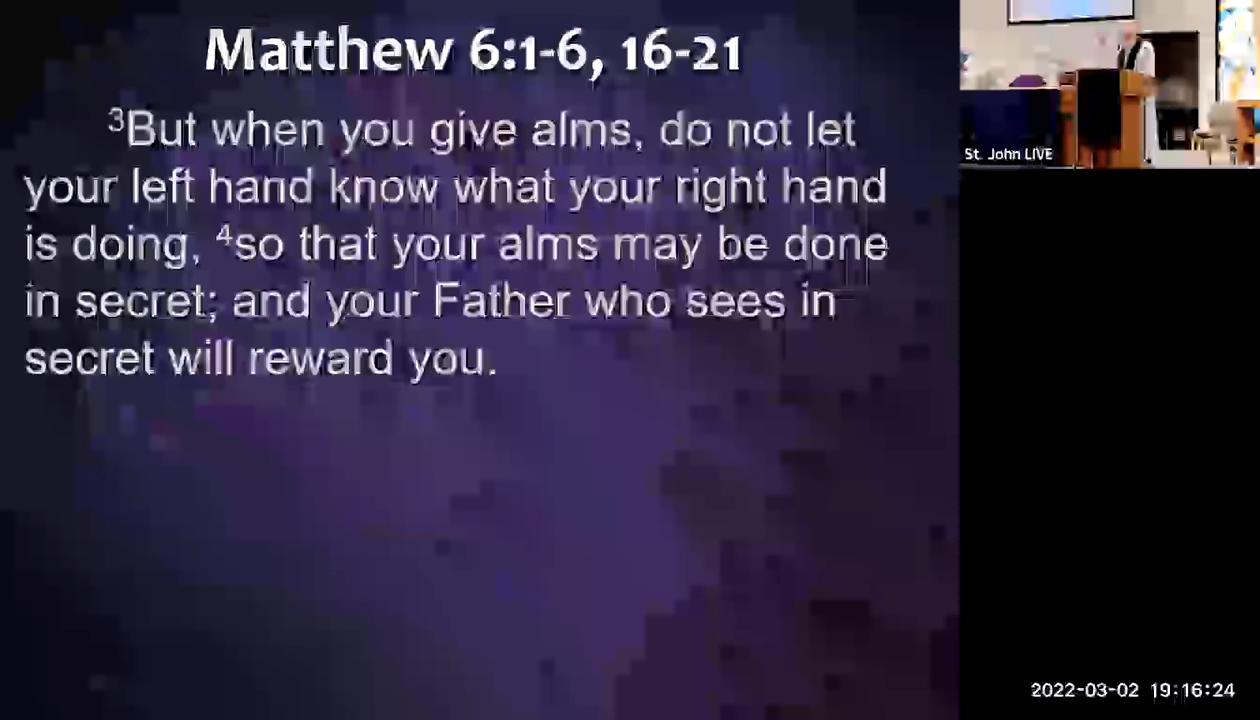 Matthew 6:1-6, 16-21
³But when you give alms, do not let
your left hand know what your right hand
is doing, ⁴so that your alms may be done
in secret; and your Father who sees in
secret will reward you.
St. John LIVE
2022-03-02 19:16:24